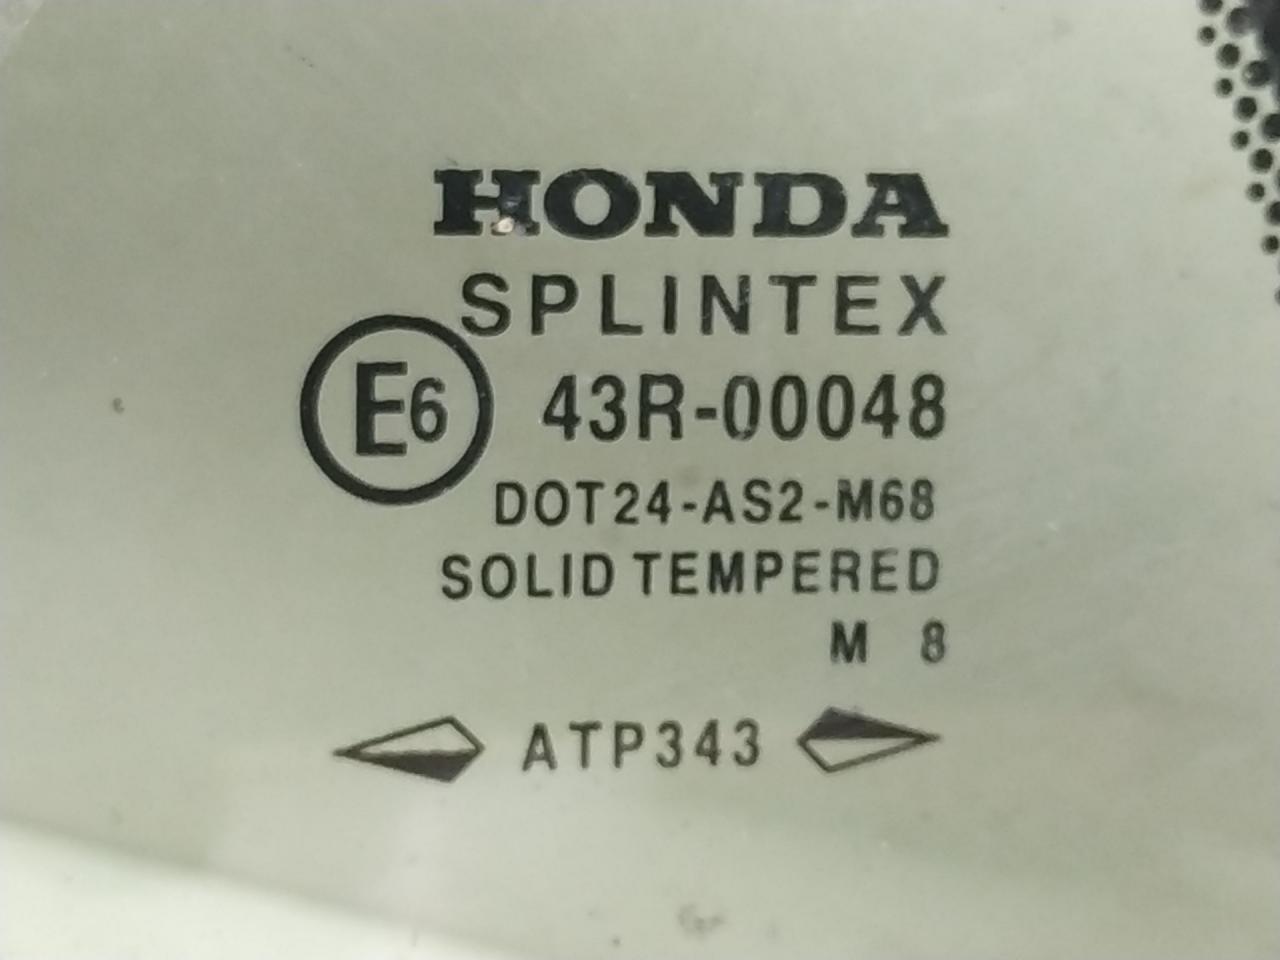 HONDA
SPLINTEX
E6 43R-00048
DOT24-AS2-M68
SOLID TEMPERED
M 8
ATP343